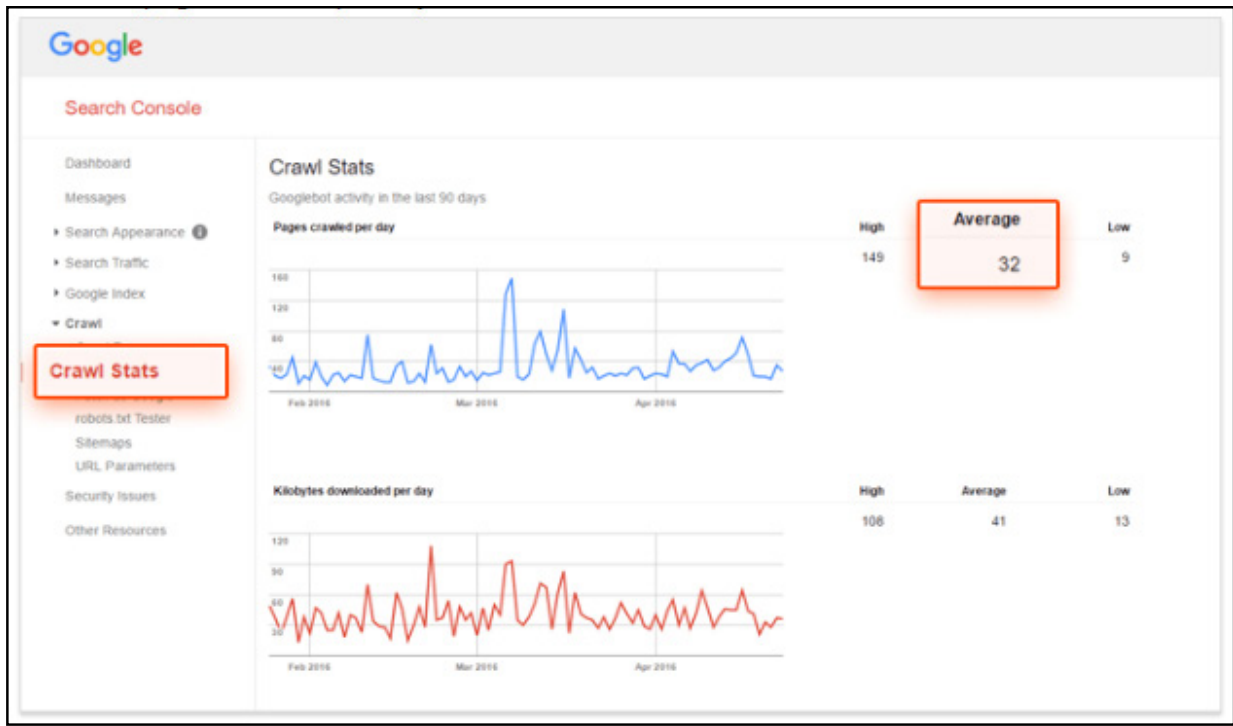 Google
Search Console
Dashboard
Messages
Search Appearance
Search Traffic
Google Index
Crawl
Crawl Stats
robots.txt Tester
Sitemaps
URL Parameters
Security Issues
Other Resources
Crawl Stats
Googlebot activity in the last 90 days
Pages crawled per day
High Average Low
149 32 9
160
120
80
40
Feb 2016 Mar 2016 Apr 2016
Kilobytes downloaded per day
High Average Low
108 41 13
120
90
60
30
Feb 2016 Mar 2016 Apr 2016